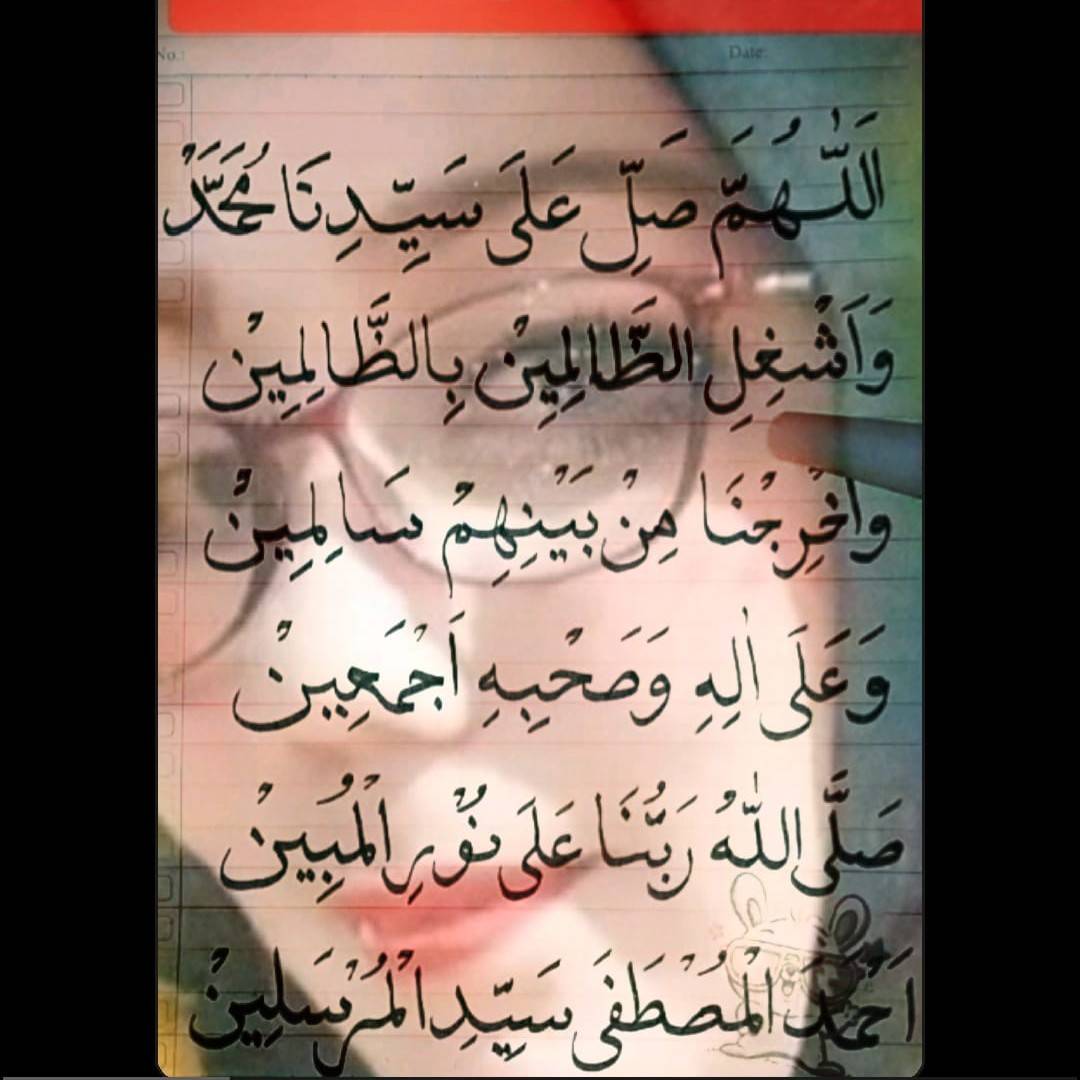 No.: Date:
اَللّٰهُمَّ صَلِّ عَلَى سَيِّدِنَا مُحَمَّدْ
وَاَشْغِلِ الظَّالِمِيْن بِالظَّالِمِيْن
وَاَخْرِجْنَا مِنْ بَيْنِهِمْ سَالِمِيْن
وَعَلَى اٰلِهِ وَصَحْبِهِ اَجْمَعِيْن
صَلَّى اللّٰهُ رَبُّنَا عَلَى نُوْرِ الْمُبِيْن
اَحْمَدَ الْمُصْطَفَى سَيِّدِ الْمُرْسَلِيْن